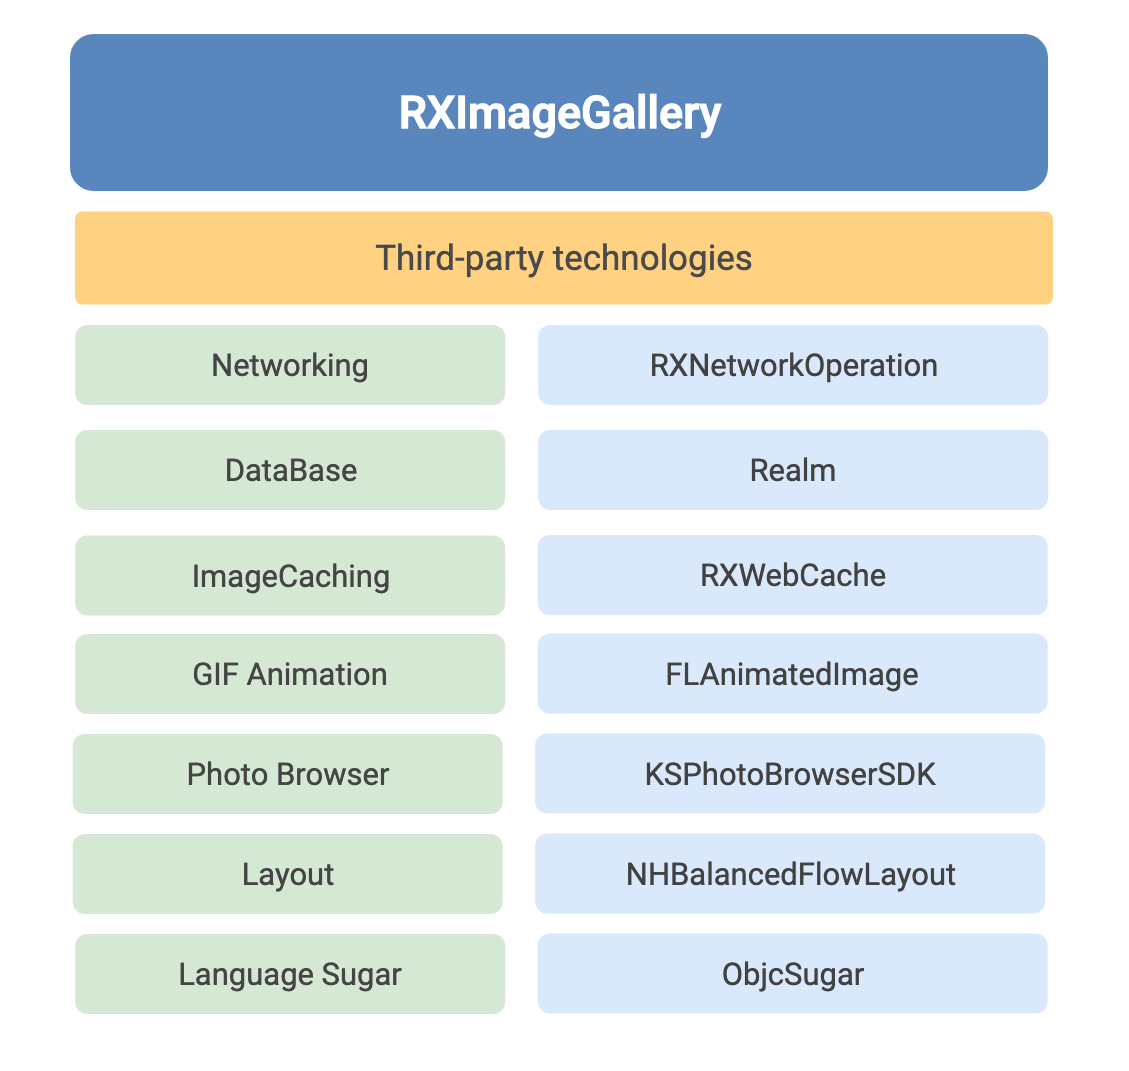 RXImageGallery
Third-party technologies
Networking
RXNetworkOperation
DataBase
Realm
ImageCaching
RXWebCache
GIF Animation
FLAnimatedImage
Photo Browser
KSPhotoBrowserSDK
Layout
NHBalancedFlowLayout
Language Sugar
ObjcSugar